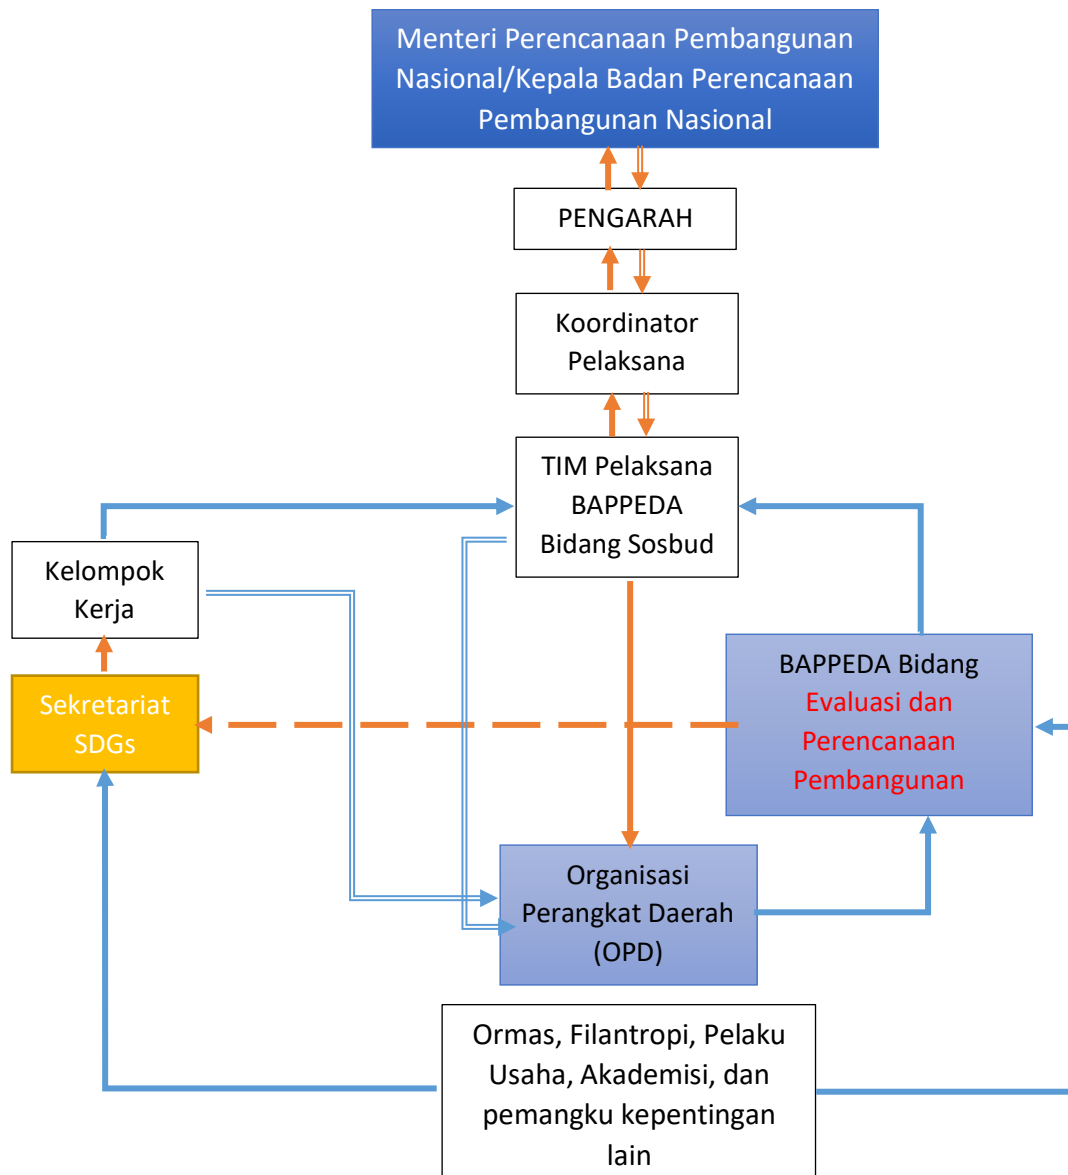 Menteri Perencanaan Pembangunan
Nasional/Kepala Badan Perencanaan
Pembangunan Nasional
PENGARAH
Koordinator
Pelaksana
TIM Pelaksana
BAPPEDA
Bidang Sosbud
Kelompok
Kerja
Sekretariat
SDGs
BAPPEDA Bidang
Evaluasi dan
Perencanaan
Pembangunan
Organisasi
Perangkat Daerah
(OPD)
Ormas, Filantropi, Pelaku
Usaha, Akademisi, dan
pemangku kepentingan
lain